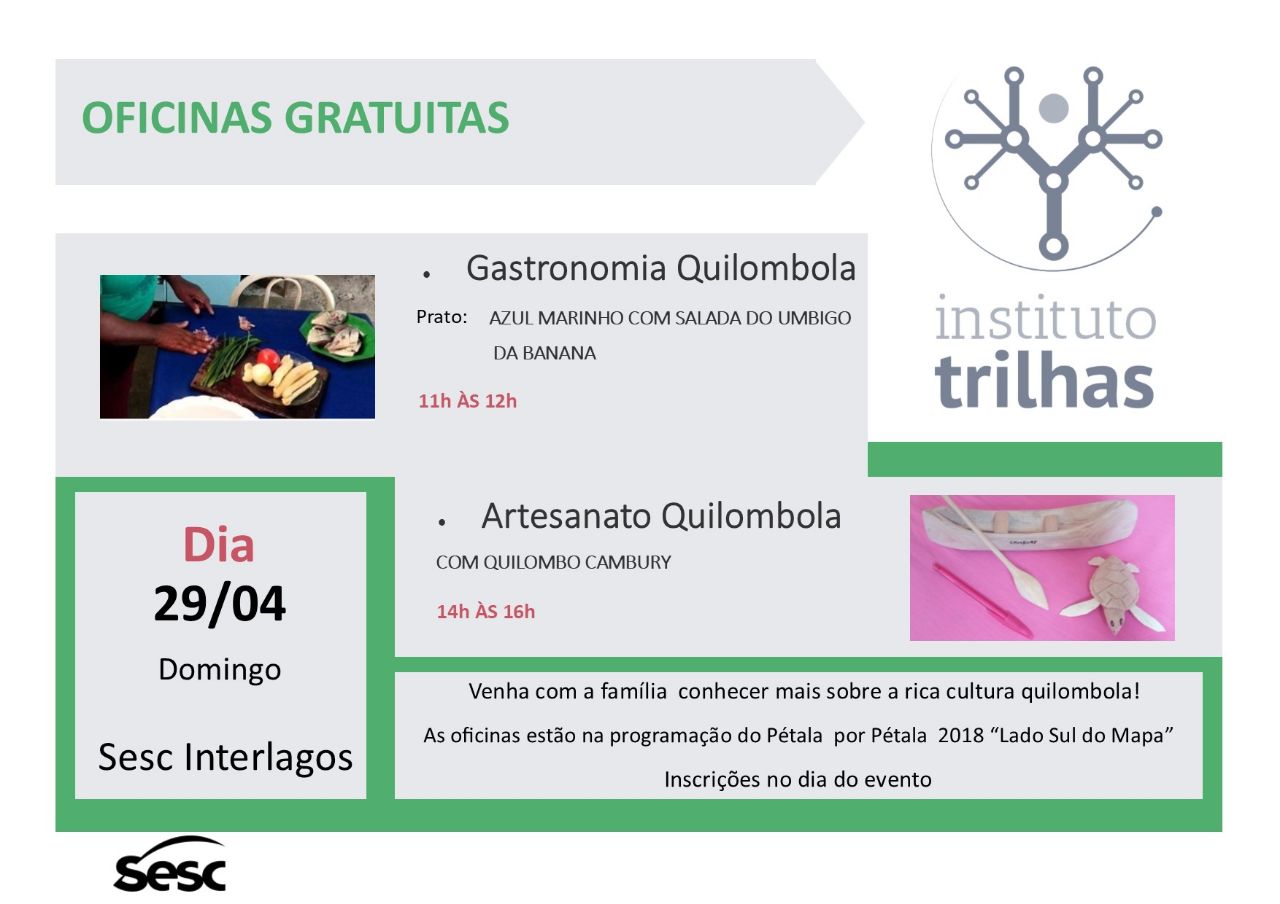 OFICINAS GRATUITAS
instituto
trilhas
• Gastronomia Quilombola
Prato: AZUL MARINHO COM SALADA DO UMBIGO
DA BANANA
11h ÀS 12h
• Artesanato Quilombola
COM QUILOMBO CAMBURY
14h ÀS 16h
Dia
29/04
Domingo
Sesc Interlagos
Venha com a família conhecer mais sobre a rica cultura quilombola!
As oficinas estão na programação do Pétala por Pétala 2018 “Lado Sul do Mapa”
Inscrições no dia do evento
Sesc